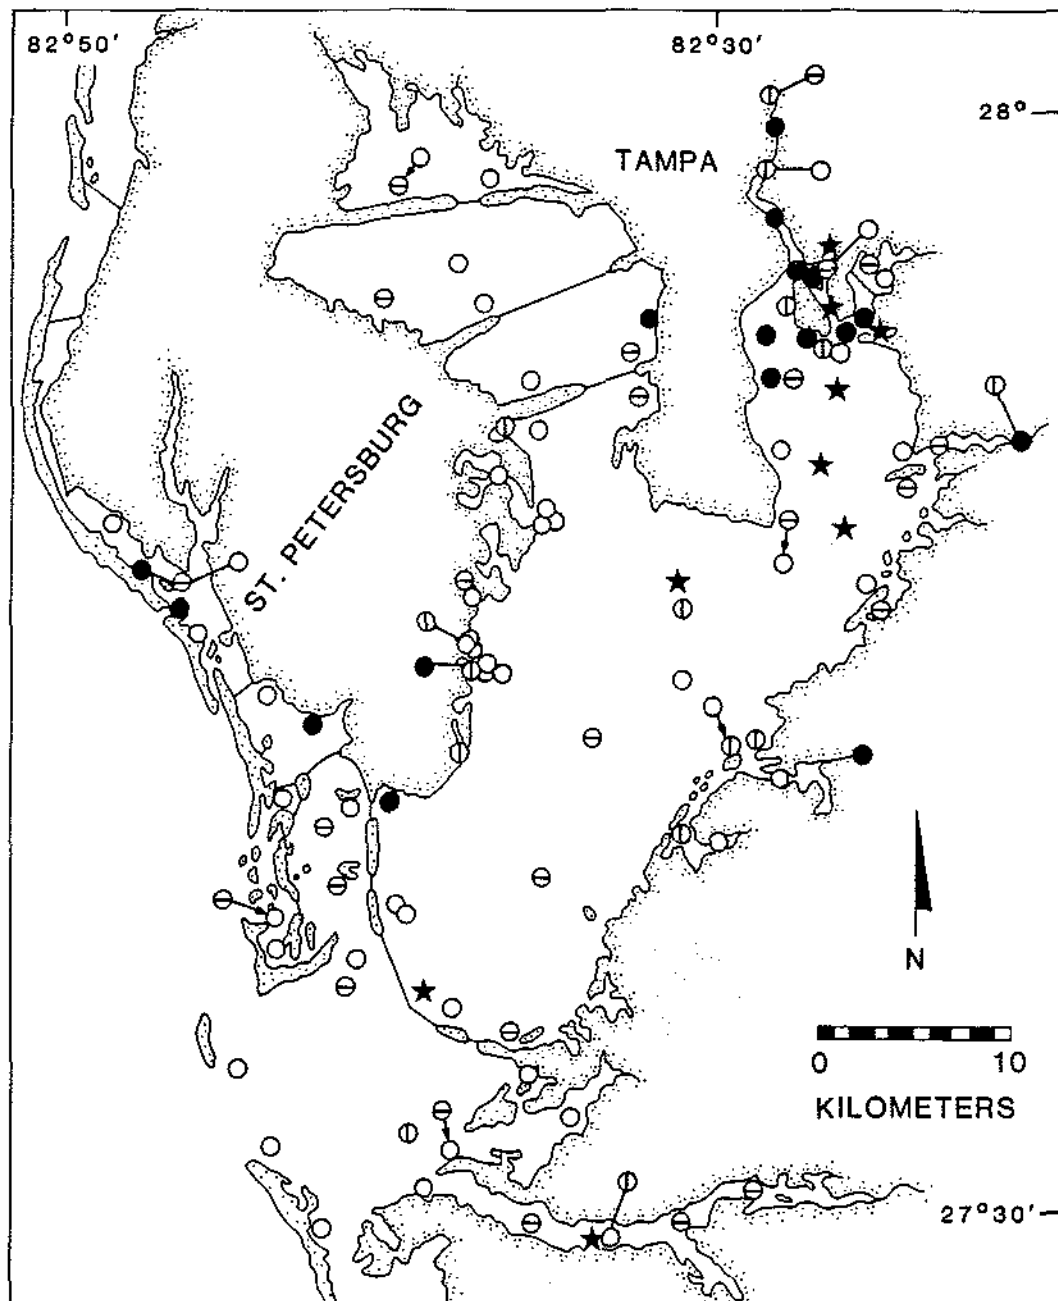 82°50'
82°30'
28°
TAMPA
ST. PETERSBURG
N
0 10
KILOMETERS
27°30'